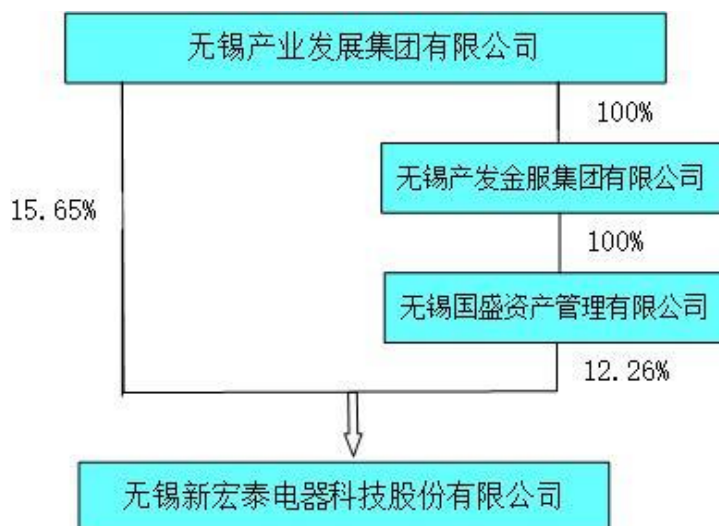 无锡产业发展集团有限公司
100%
无锡产发金服集团有限公司
15.65%
100%
无锡国盛资产管理有限公司
12.26%
无锡新宏泰电器科技股份有限公司